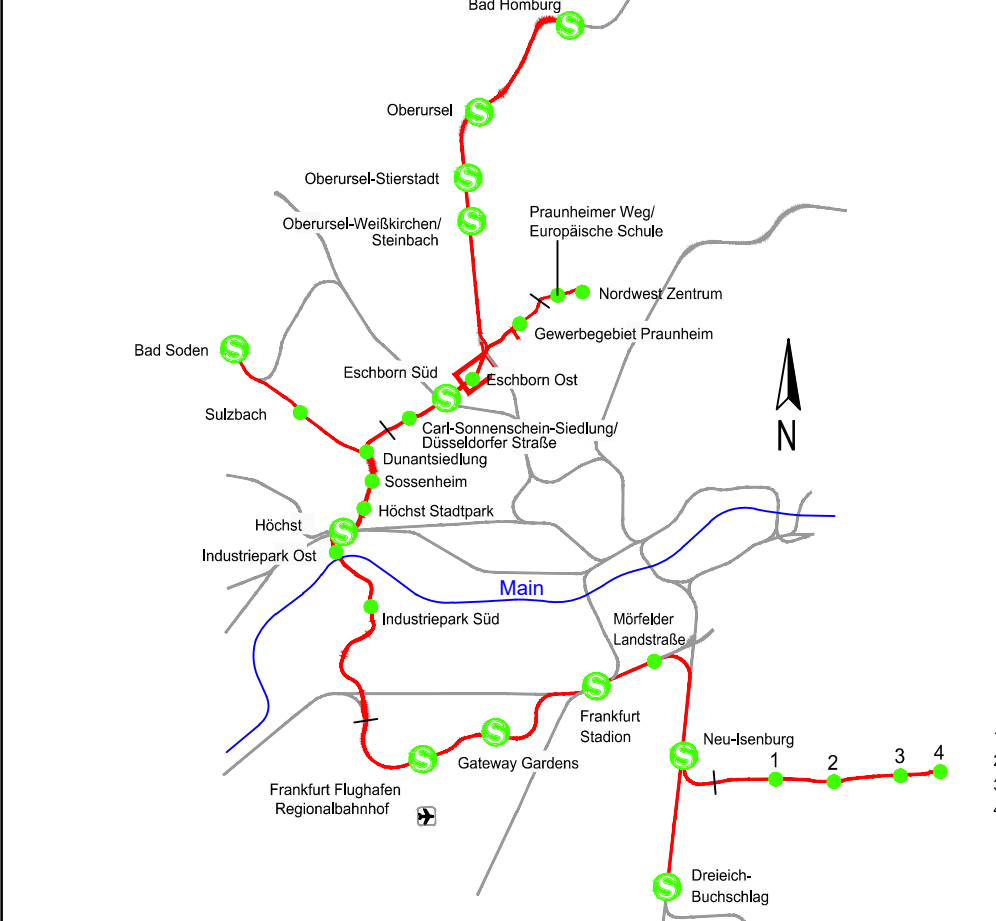 Bad Homburg
Oberursel
Oberursel-Stierstadt
Oberursel-Weißkirchen/
Steinbach
Praunheimer Weg/
Europäische Schule
Nordwest Zentrum
Gewerbegebiet Praunheim
Bad Soden
Eschborn Süd
Eschborn Ost
Sulzbach
Carl-Sonnenschein-Siedlung/
Düsseldorfer Straße
N
Dunantsiedlung
Sossenheim
Höchst Stadtpark
Höchst
Industriepark Ost
Main
Industriepark Süd
Mörfelder
Landstraße
Frankfurt
Stadion
Neu-Isenburg
1 2 3 4
Gateway Gardens
Frankfurt Flughafen
Regionalbahnhof
Dreieich-
Buchschlag